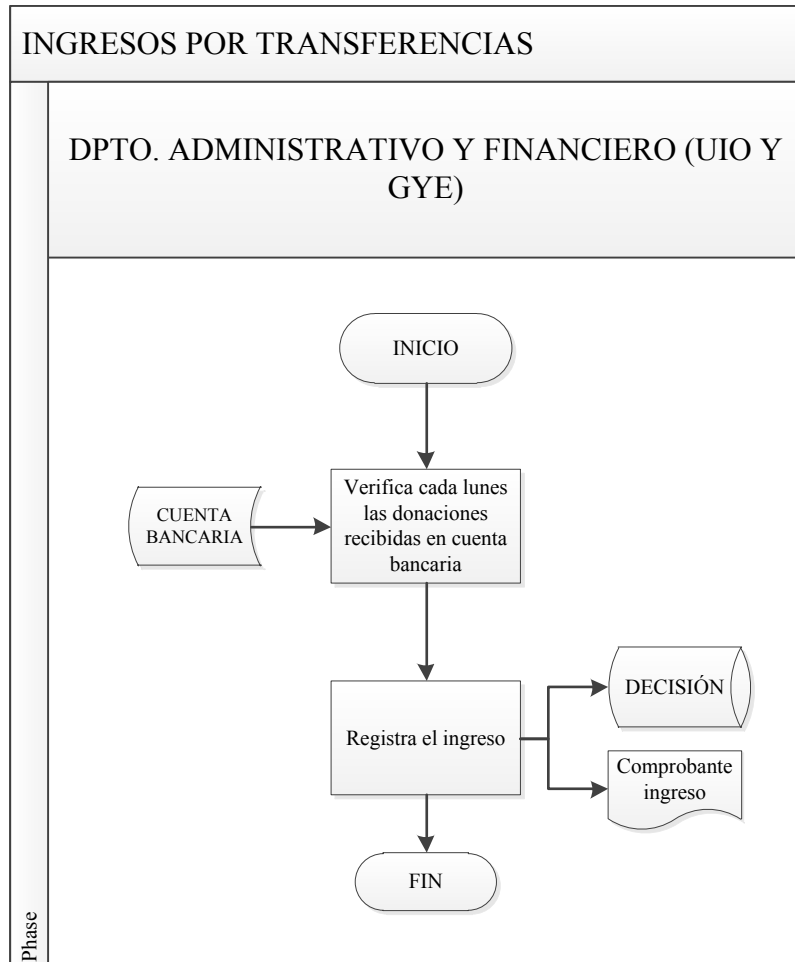 INGRESOS POR TRANSFERENCIAS
DPTO. ADMINISTRATIVO Y FINANCIERO (UIO Y
GYE)
INICIO
CUENTA
BANCARIA
Verifica cada lunes
las donaciones
recibidas en cuenta
bancaria
Registra el ingreso
DECISIÓN
Comprobante
ingreso
FIN
Phase